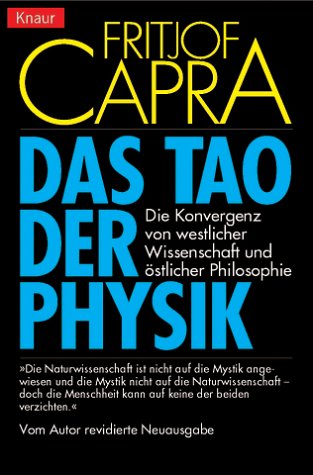 Knaur
FRITJOF
CAPRA
DAS TAO
DER
PHYSIK
Die Konvergenz
von westlicher
Wissenschaft und
östlicher Philosophie
»Die Naturwissenschaft ist nicht auf die Mystik ange-
wiesen und die Mystik nicht auf die Naturwissenschaft –
doch die Menschheit kann auf keine der beiden
verzichten.«
Vom Autor revidierte Neuausgabe